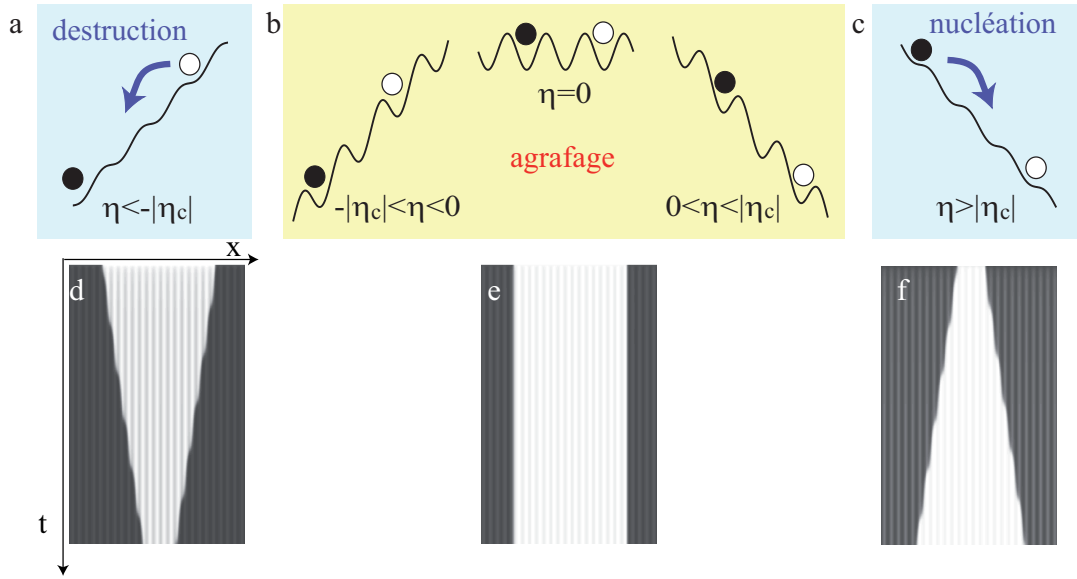 a
destruction
η<-|ηc|
b
η=0
agrafage
-|ηc|<η<0
0<η<|ηc|
c
nucléation
η>|ηc|
x
t
d
e
f